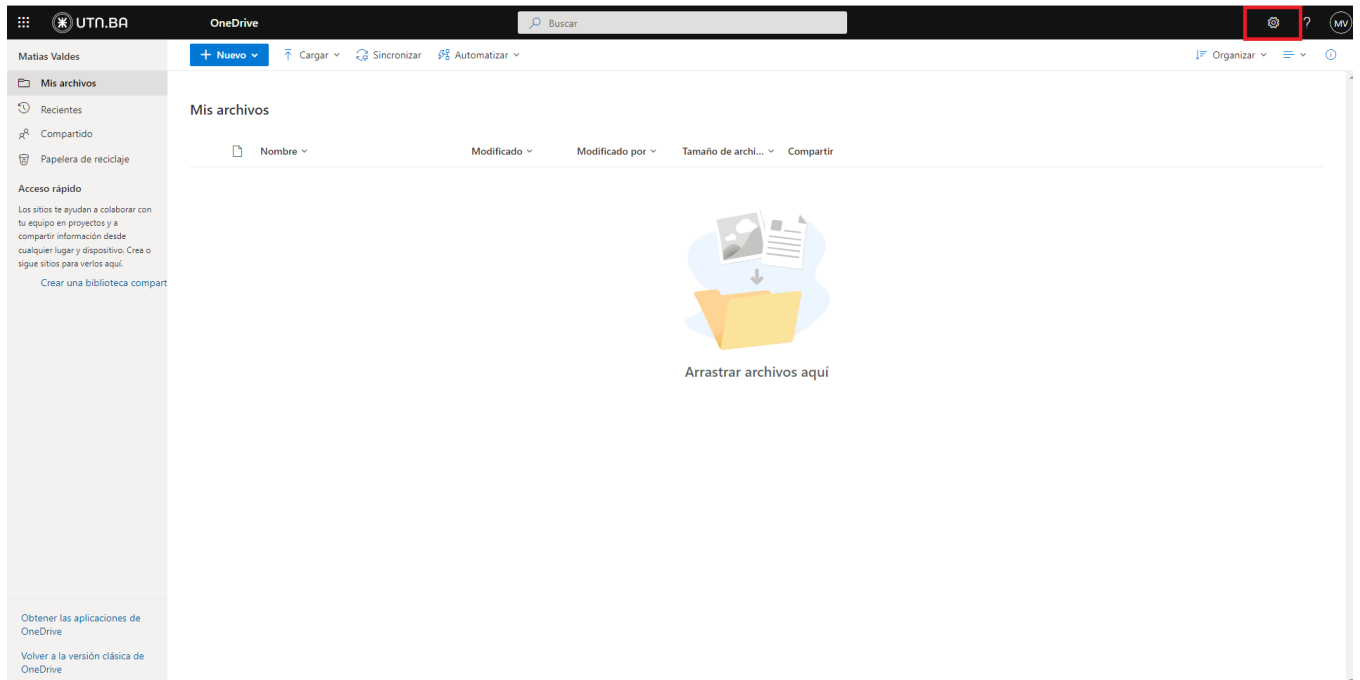 UTN.BA
OneDrive
Buscar
?
MV
Matias Valdes
+ Nuevo
Cargar
Sincronizar
Automatizar
Organizar
Mis archivos
Recientes
Compartido
Papelera de reciclaje
Acceso rápido
Los sitios te ayudan a colaborar con
tu equipo en proyectos y a
compartir información desde
cualquier lugar y dispositivo. Crea o
sigue sitios para verlos aquí.
Crear una biblioteca compart
Obtener las aplicaciones de
OneDrive
Volver a la versión clásica de
OneDrive
Mis archivos
Nombre
Modificado
Modificado por
Tamaño de archi...
Compartir
Arrastrar archivos aquí